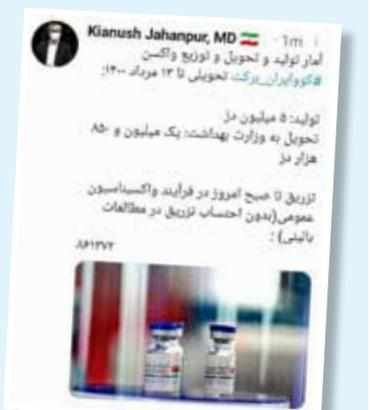 Kianush Jahanpur, MD 🇮🇷 · 1m
آمار تولید و تحویل و توزیع واکسن
#کووایران_برکت تحویلی تا ۱۳ مرداد ۱۴۰۰:
تولید: ۵ میلیون دز
تحویل به وزارت بهداشت: یک میلیون و ۸۵۰
هزار دز
تزریق تا صبح امروز در فرآیند واکسیناسیون
عمومی(بدون احتساب تزریق در مطالعات
بالینی) :
۸۶۱۳۷۲